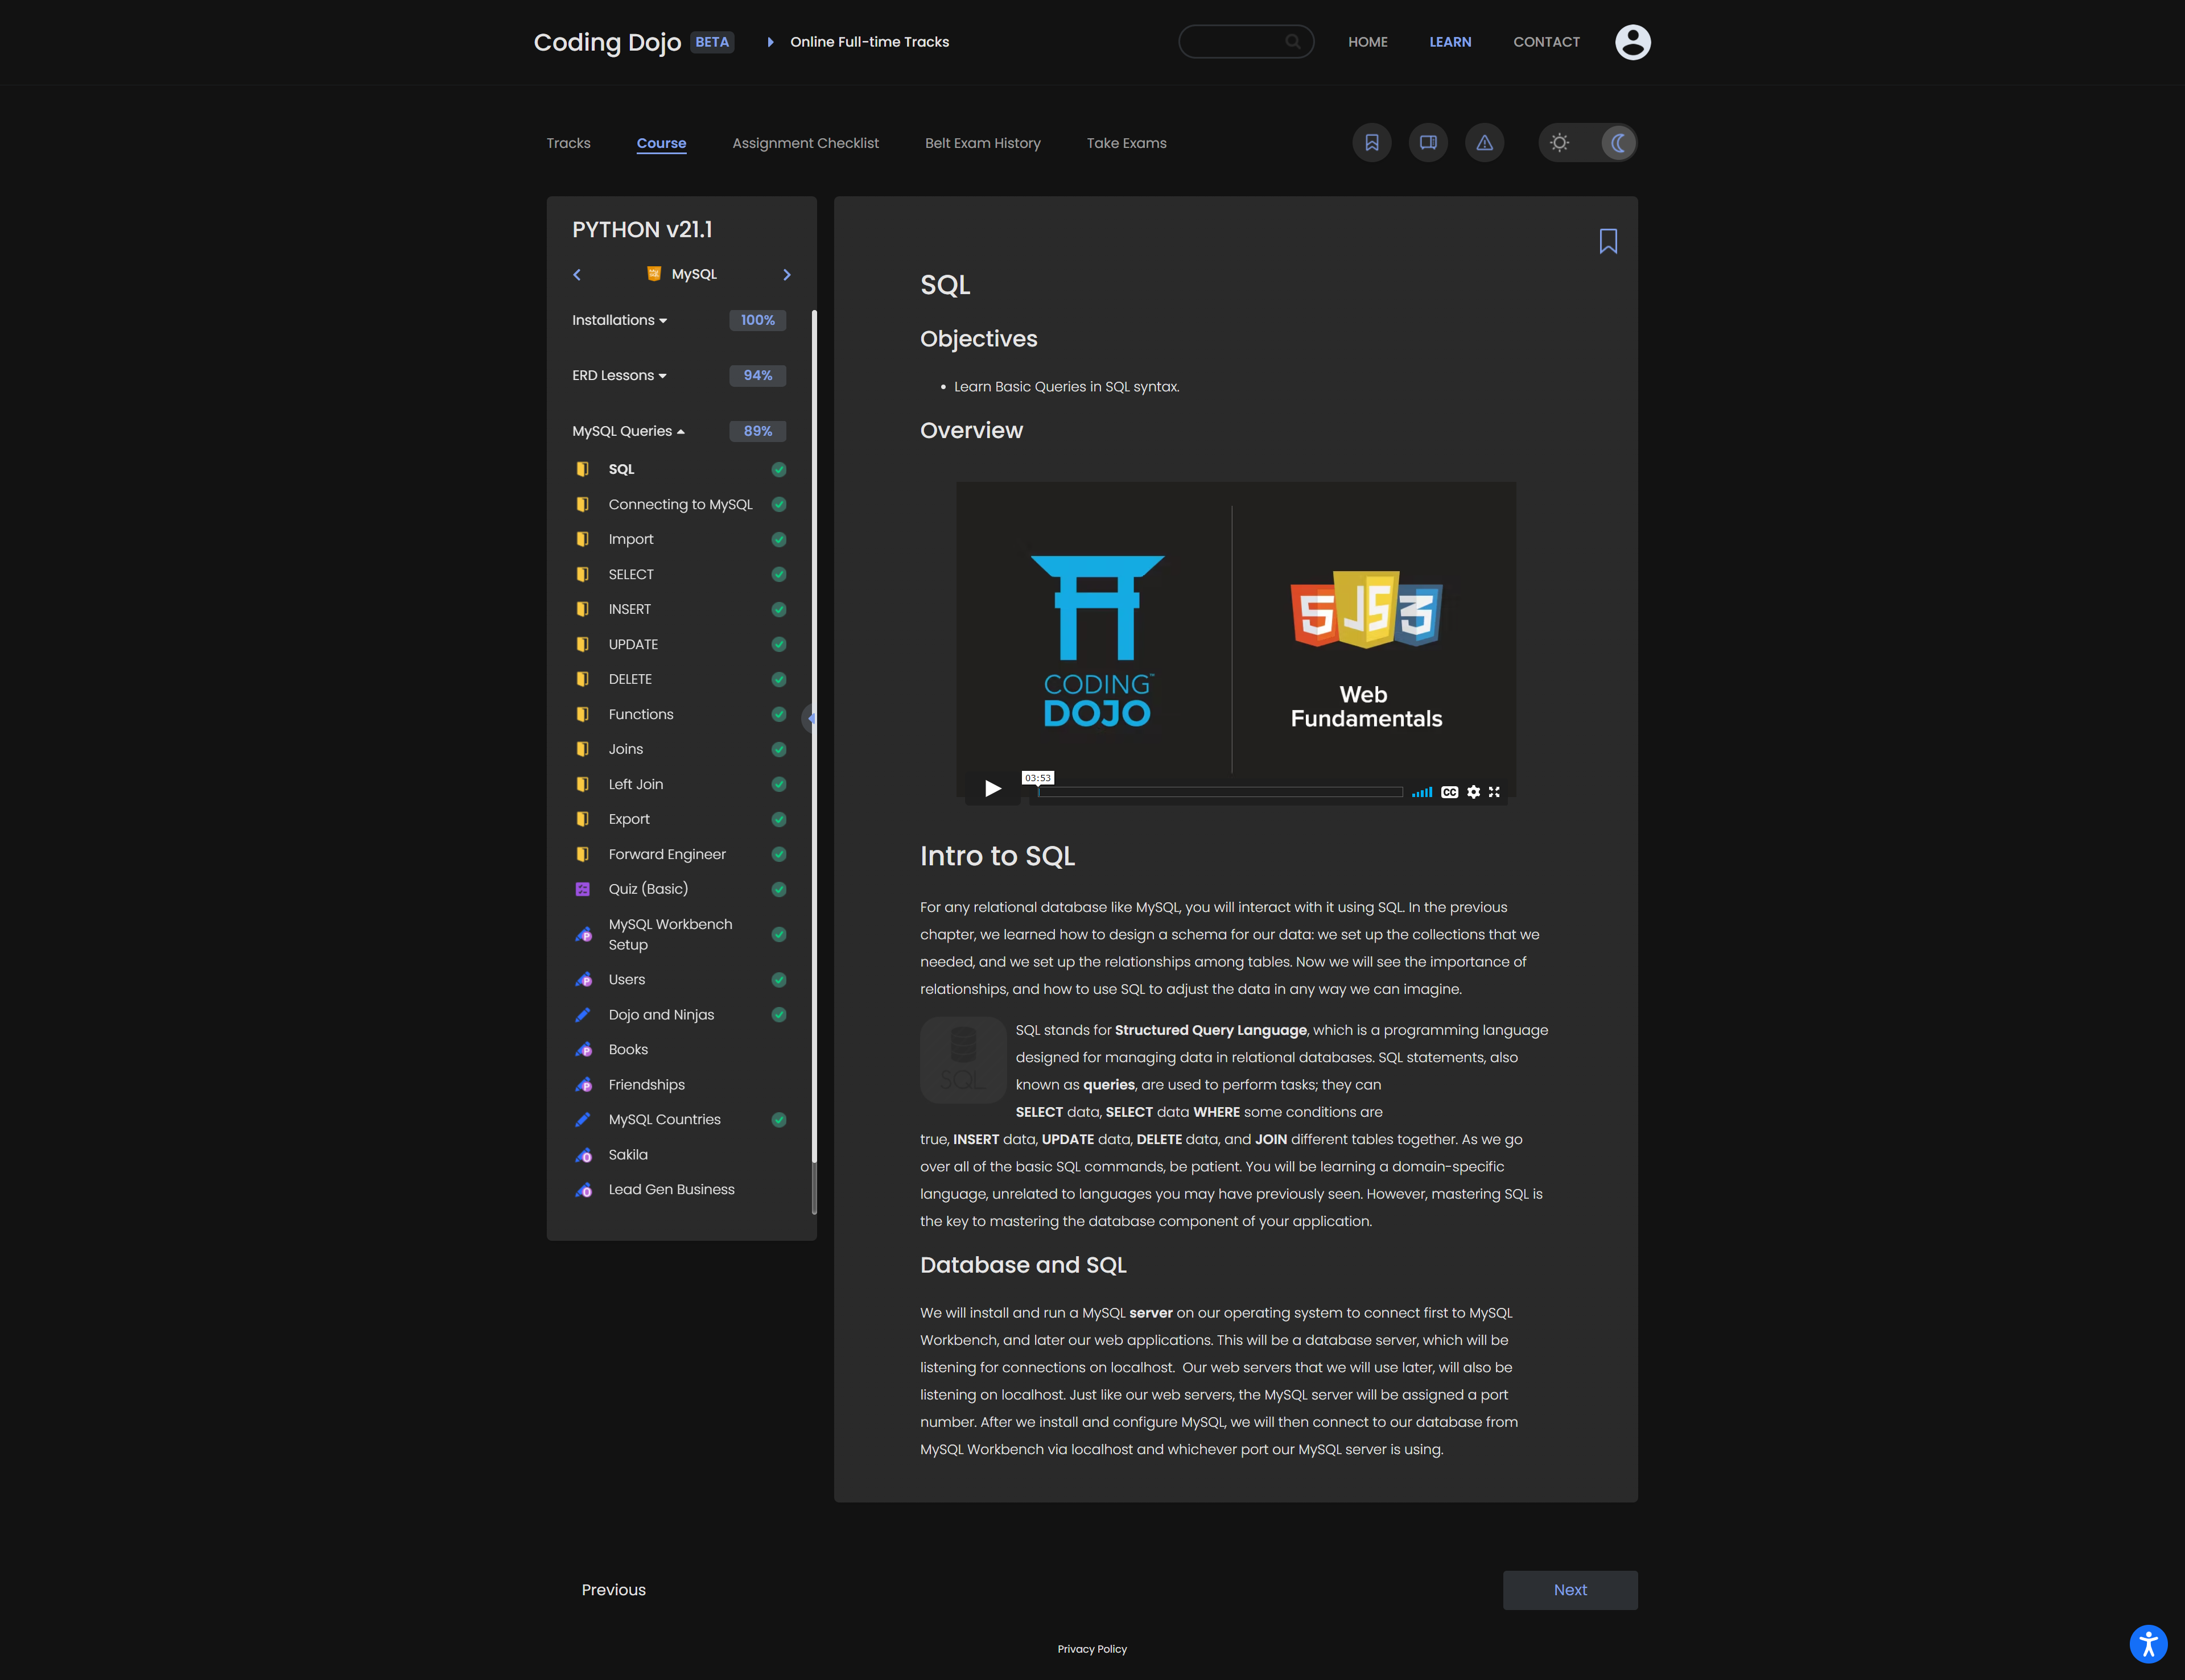 Coding Dojo BETA Online Full-time Tracks HOME LEARN CONTACT
Tracks Course Assignment Checklist Belt Exam History Take Exams
PYTHON v21.1
MySQL
Installations 100%
ERD Lessons 94%
MySQL Queries 89%
SQL
Connecting to MySQL
Import
SELECT
INSERT
UPDATE
DELETE
Functions
Joins
Left Join
Export
Forward Engineer
Quiz (Basic)
MySQL Workbench
Setup
Users
Dojo and Ninjas
Books
Friendships
MySQL Countries
Sakila
Lead Gen Business
SQL
Objectives
• Learn Basic Queries in SQL syntax.
Overview
CODING™
DOJO
5 JS 3
Web
Fundamentals
03:53
CC
Intro to SQL
For any relational database like MySQL, you will interact with it using SQL. In the previous
chapter, we learned how to design a schema for our data: we set up the collections that we
needed, and we set up the relationships among tables. Now we will see the importance of
relationships, and how to use SQL to adjust the data in any way we can imagine.
SQL
SQL stands for Structured Query Language, which is a programming language
designed for managing data in relational databases. SQL statements, also
known as queries, are used to perform tasks; they can
SELECT data, SELECT data WHERE some conditions are
true, INSERT data, UPDATE data, DELETE data, and JOIN different tables together. As we go
over all of the basic SQL commands, be patient. You will be learning a domain-specific
language, unrelated to languages you may have previously seen. However, mastering SQL is
the key to mastering the database component of your application.
Database and SQL
We will install and run a MySQL server on our operating system to connect first to MySQL
Workbench, and later our web applications. This will be a database server, which will be
listening for connections on localhost. Our web servers that we will use later, will also be
listening on localhost. Just like our web servers, the MySQL server will be assigned a port
number. After we install and configure MySQL, we will then connect to our database from
MySQL Workbench via localhost and whichever port our MySQL server is using.
Previous Next
Privacy Policy